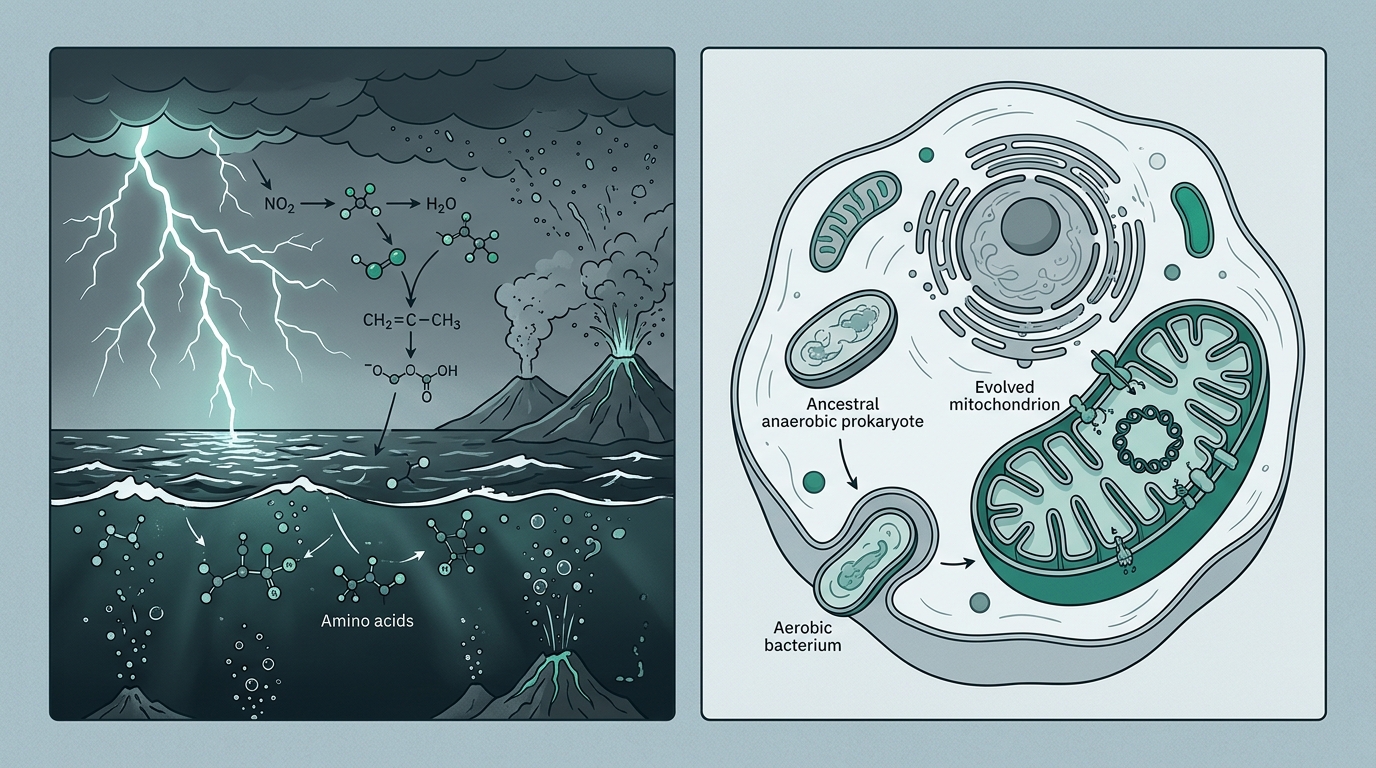 NO₂
H₂O
CH₂=C–CH₃
⁻O
OH
O
Amino acids
Ancestral
anaerobic prokaryote
Evolved
mitochondrion
Aerobic
bacterium